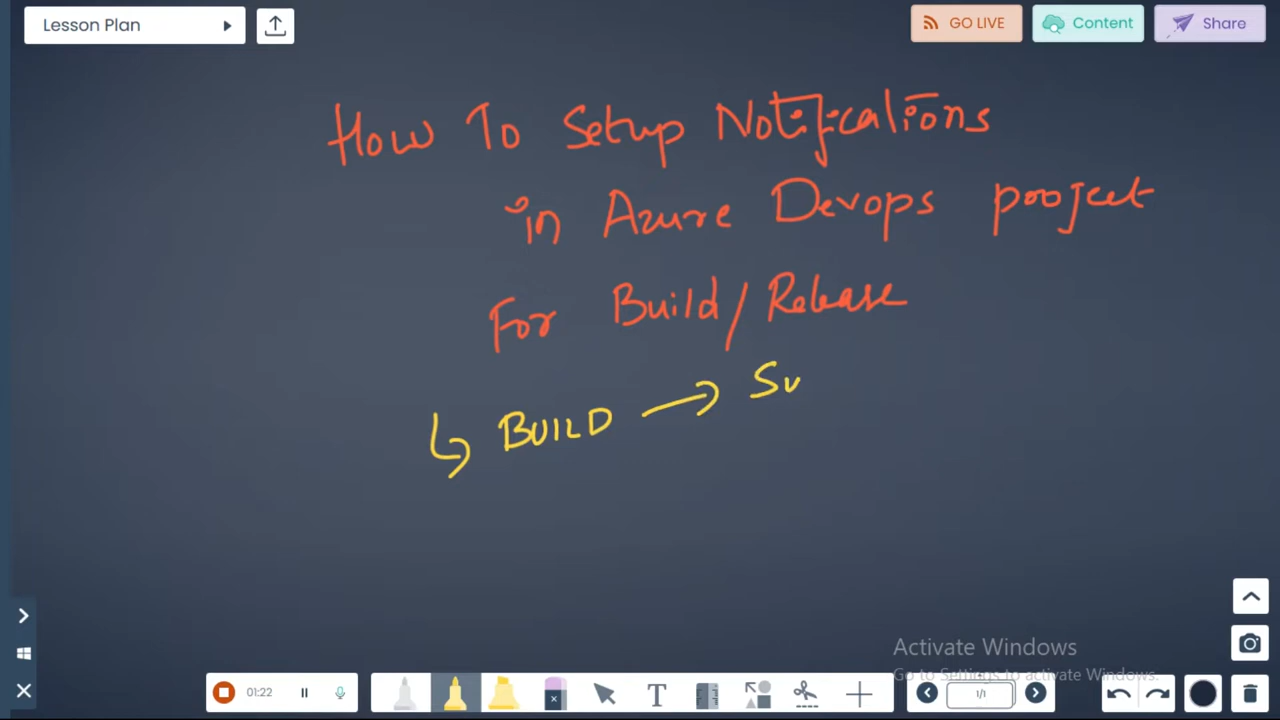 Lesson Plan
GO LIVE
Content
Share
How To Setup Notifications
in Azure Devops project
For Build/Release
↳ BUILD → Su
Activate Windows
Go to Settings to activate Windows.
01:22
T
1/1